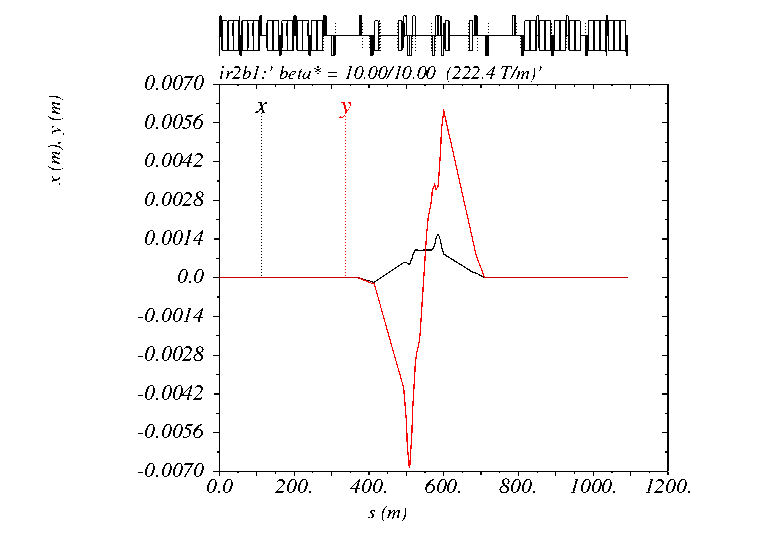 ir2b1:' beta* = 10.00/10.00 (222.4 T/m)'
x (m), y (m)
x
y
0.0070
0.0056
0.0042
0.0028
0.0014
0.0
-0.0014
-0.0028
-0.0042
-0.0056
-0.0070
0.0 200. 400. 600. 800. 1000. 1200.
s (m)